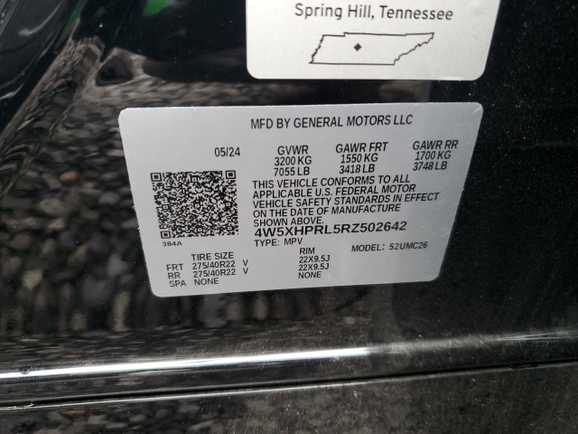 Spring Hill, Tennessee
MFD BY GENERAL MOTORS LLC
05/24 GVWR GAWR FRT GAWR RR
3200 KG 1550 KG 1700 KG
7055 LB 3418 LB 3748 LB
THIS VEHICLE CONFORMS TO ALL
APPLICABLE U.S. FEDERAL MOTOR
VEHICLE SAFETY STANDARDS IN EFFECT
ON THE DATE OF MANUFACTURE
SHOWN ABOVE.
4W5XHPRL5RZ502642
384A TYPE: MPV MODEL: 52UMC26
TIRE SIZE RIM
FRT 275/40R22 V 22X9.5J
RR 275/40R22 V 22X9.5J
SPA NONE NONE